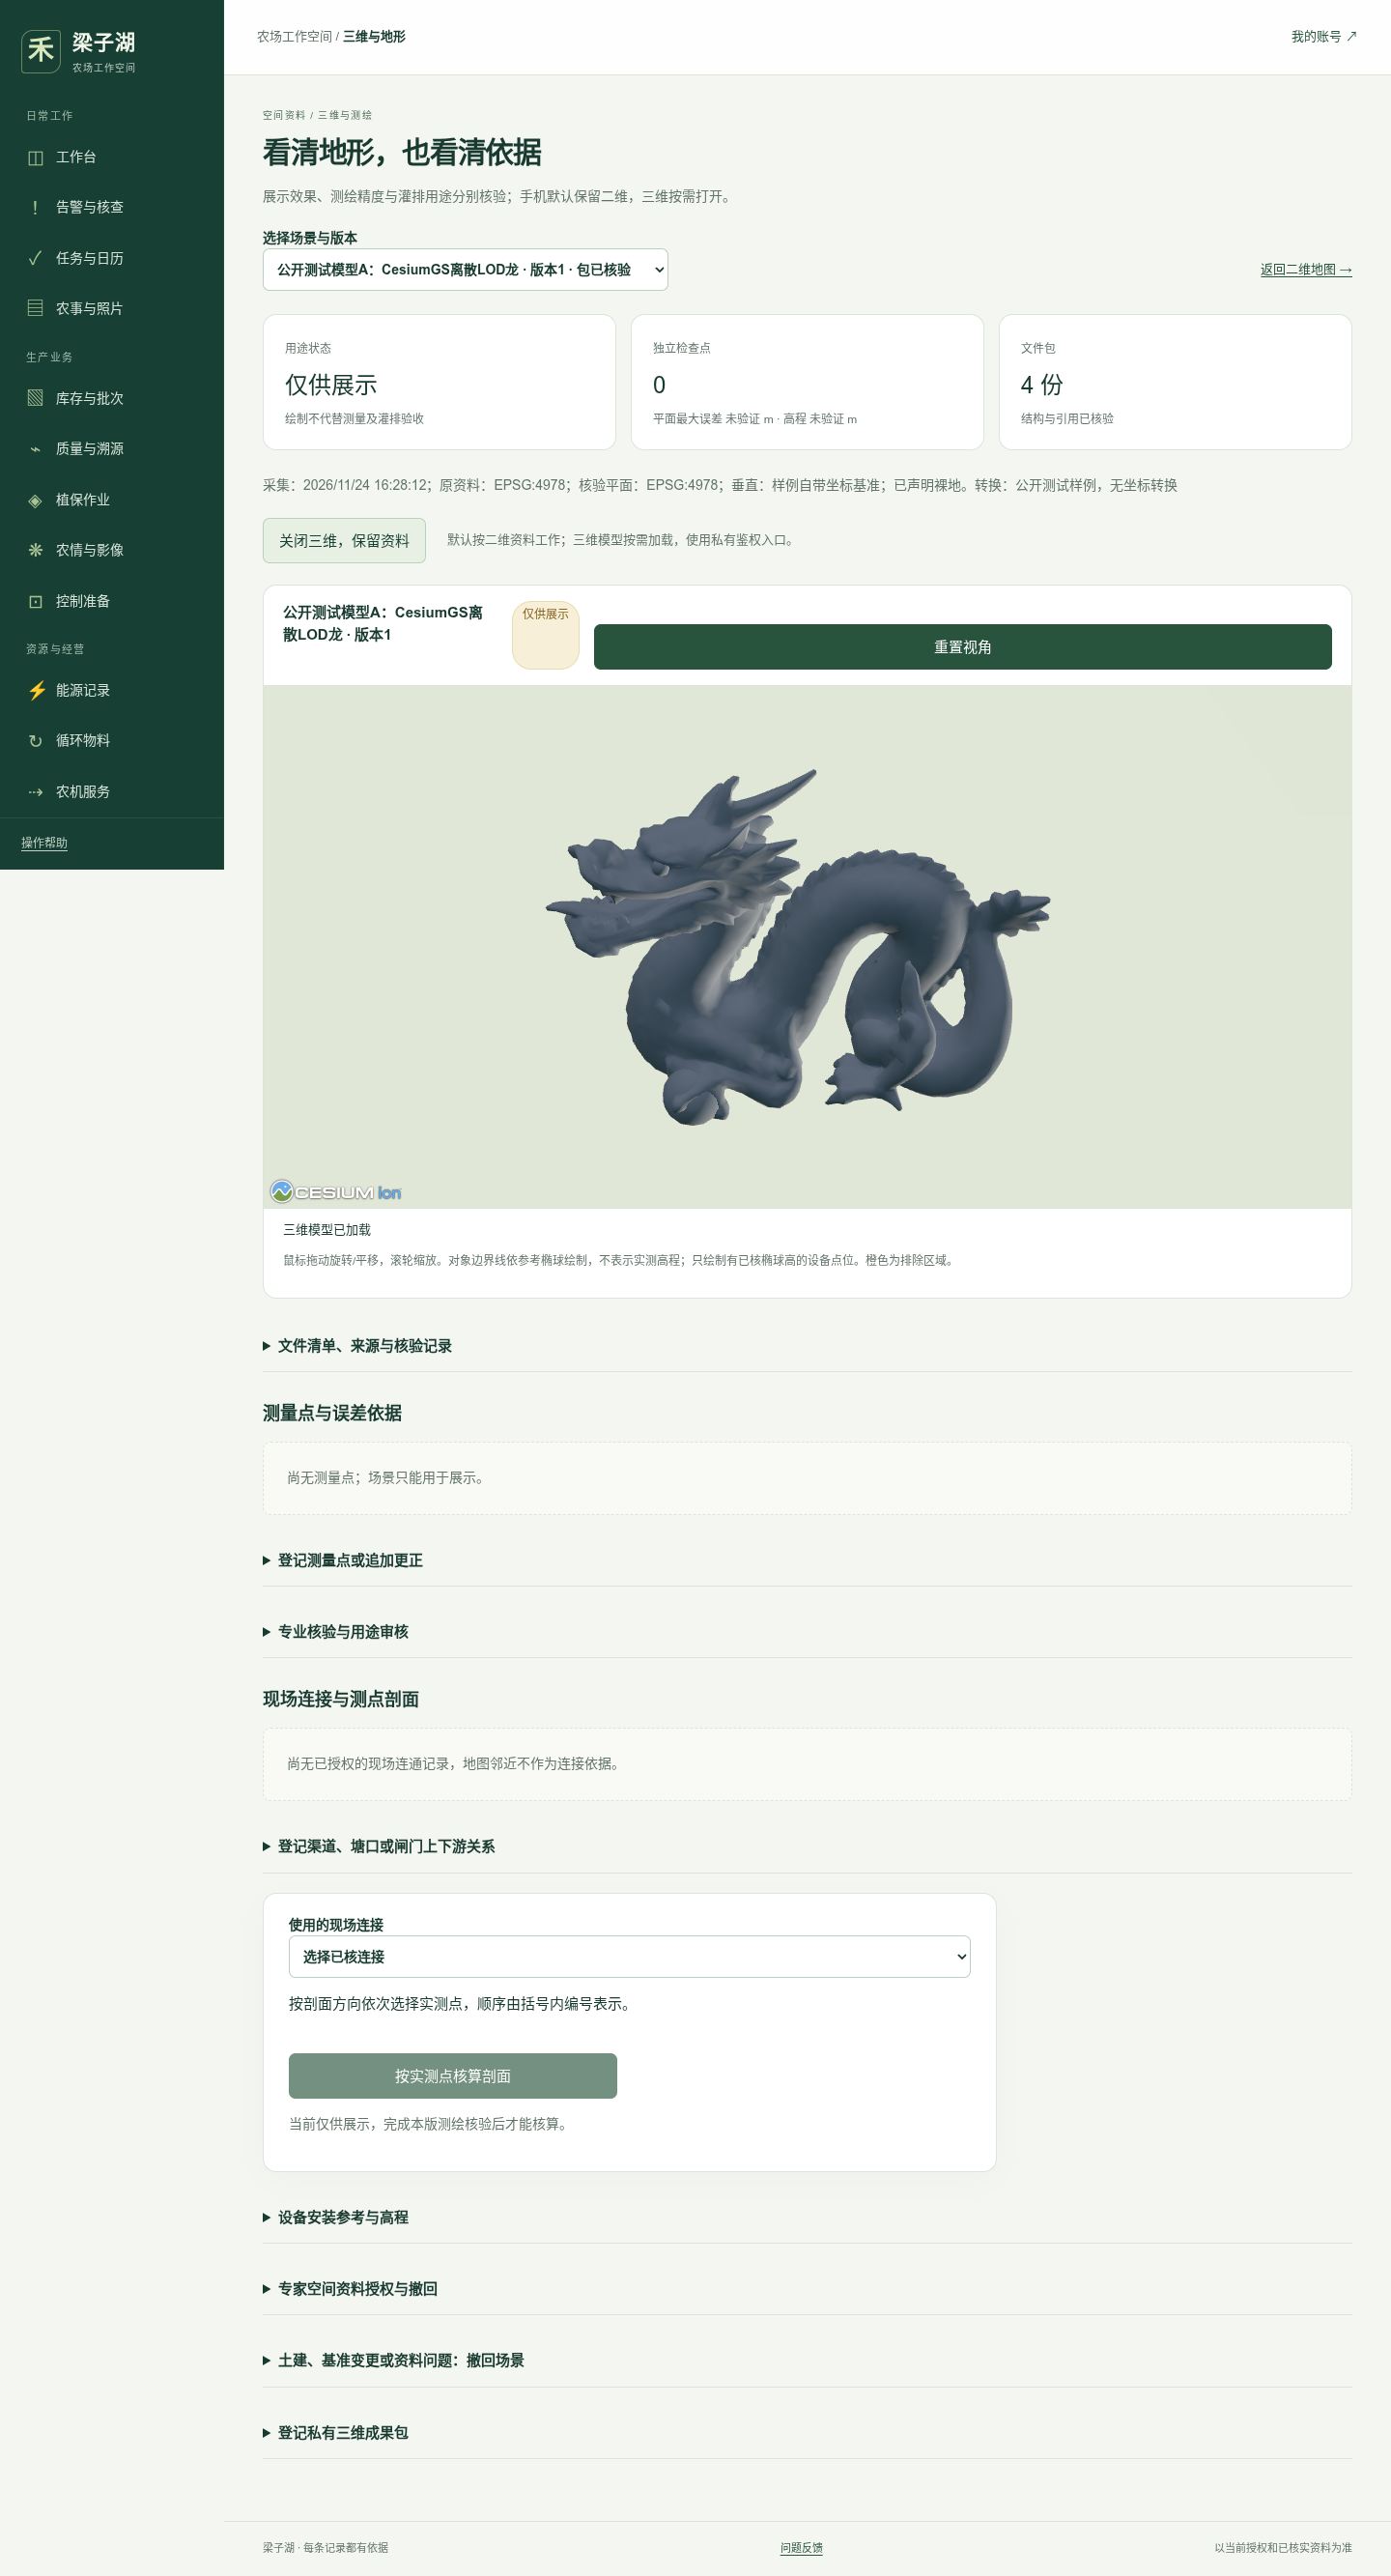 禾
梁子湖
农场工作空间
日常工作
工作台
告警与核查
任务与日历
农事与照片
生产业务
库存与批次
质量与溯源
植保作业
农情与影像
控制准备
资源与经营
能源记录
循环物料
农机服务
操作帮助
农场工作空间 / 三维与地形
我的账号 ↗
空间资料 / 三维与测绘
看清地形，也看清依据
展示效果、测绘精度与灌排用途分别核验；手机默认保留二维，三维按需打开。
选择场景与版本
公开测试模型A：CesiumGS离散LOD龙 · 版本1 · 包已核验
返回二维地图 →
用途状态
仅供展示
绘制不代替测量及灌排验收
独立检查点
0
平面最大误差 未验证 m · 高程 未验证 m
文件包
4 份
结构与引用已核验
采集：2026/11/24 16:28:12；原资料：EPSG:4978；核验平面：EPSG:4978；垂直：样例自带坐标基准；已声明裸地。转换：公开测试样例，无坐标转换
关闭三维，保留资料
默认按二维资料工作；三维模型按需加载，使用私有鉴权入口。
公开测试模型A：CesiumGS离
散LOD龙 · 版本1
仅供展示
重置视角
CESIUM ion
三维模型已加载
鼠标拖动旋转/平移，滚轮缩放。对象边界线依参考椭球绘制，不表示实测高程；只绘制有已核椭球高的设备点位。橙色为排除区域。
文件清单、来源与核验记录
测量点与误差依据
尚无测量点；场景只能用于展示。
登记测量点或追加更正
专业核验与用途审核
现场连接与测点剖面
尚无已授权的现场连通记录，地图邻近不作为连接依据。
登记渠道、塘口或闸门上下游关系
使用的现场连接
选择已核连接
按剖面方向依次选择实测点，顺序由括号内编号表示。
按实测点核算剖面
当前仅供展示，完成本版测绘核验后才能核算。
设备安装参考与高程
专家空间资料授权与撤回
土建、基准变更或资料问题：撤回场景
登记私有三维成果包
梁子湖 · 每条记录都有依据
问题反馈
以当前授权和已核实资料为准